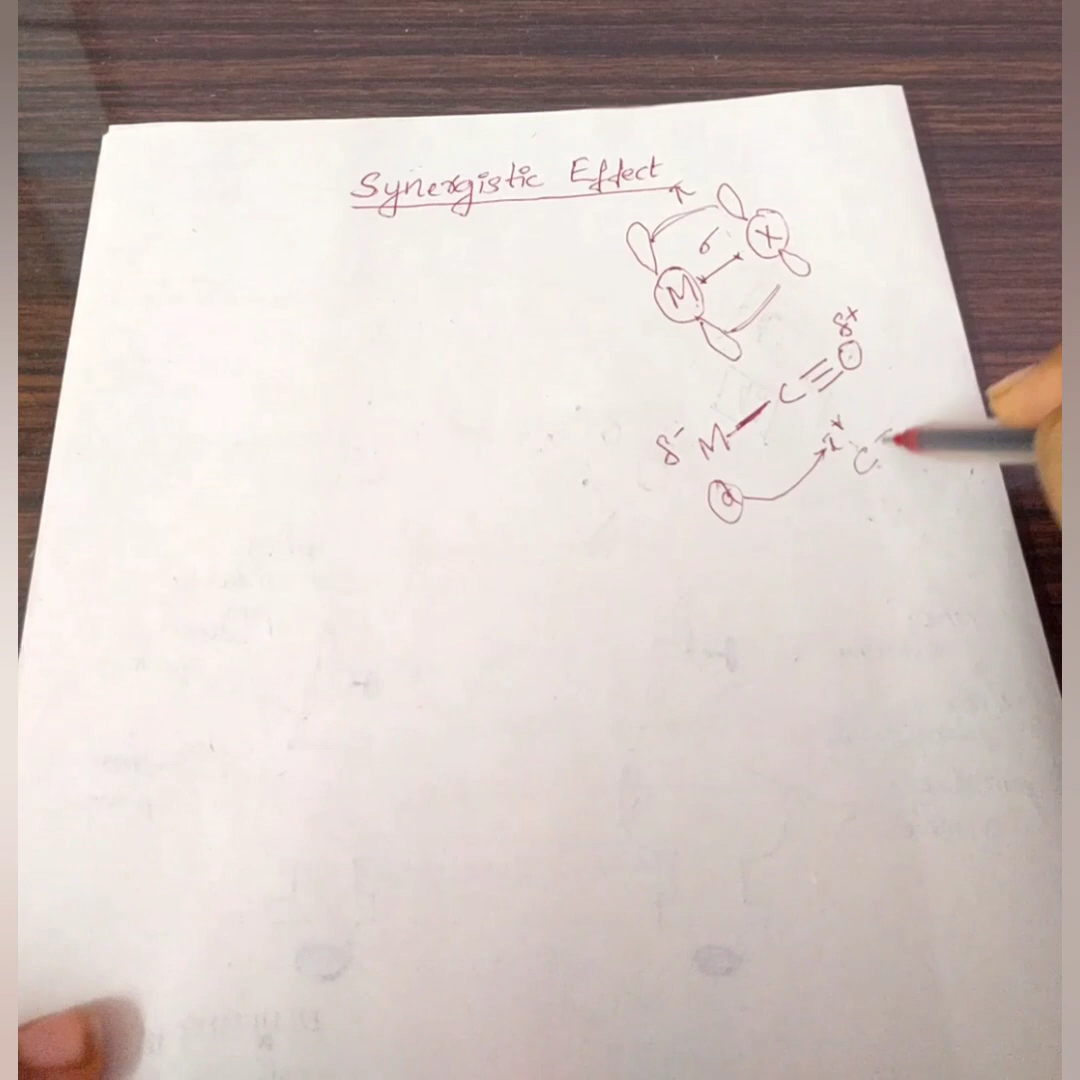 Synergistic Effect
π
σ X
M
δ+
C≡O
δ- M
π* C
d